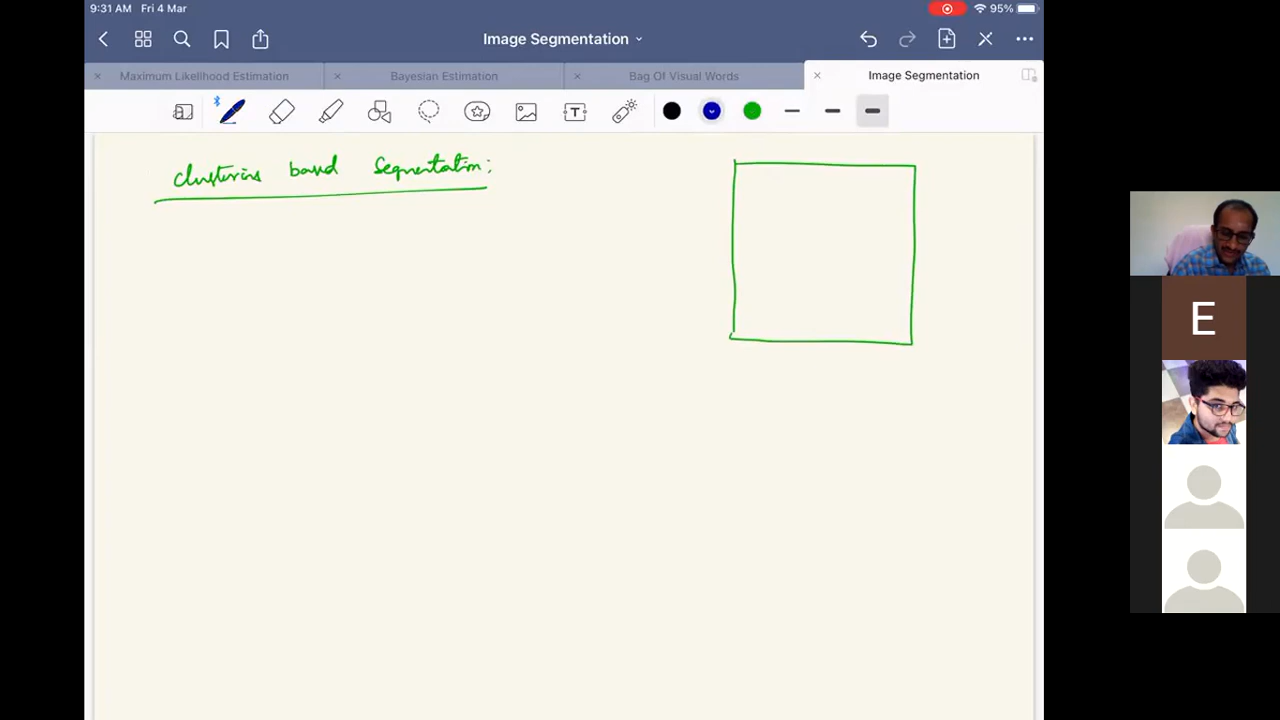 9:31 AM Fri 4 Mar 95%
Image Segmentation
Maximum Likelihood Estimation Bayesian Estimation Bag Of Visual Words Image Segmentation
T
Clustering based Segmentation:
E